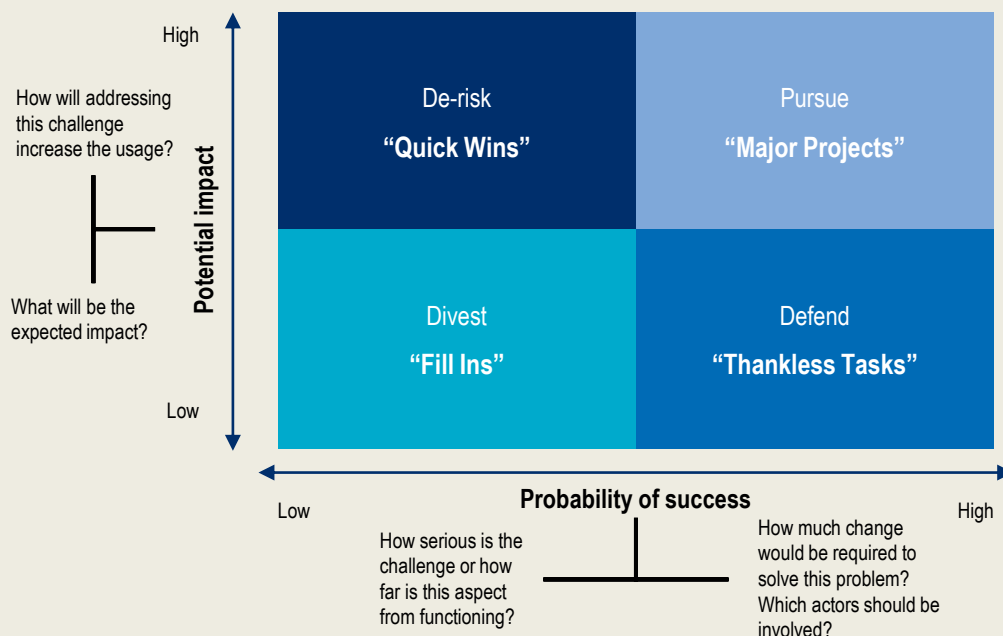 High
How will addressing
this challenge
increase the usage?
Potential impact
What will be the
expected impact?
Low
De-risk
“Quick Wins”
Pursue
“Major Projects”
Divest
“Fill Ins”
Defend
“Thankless Tasks”
Low
Probability of success
High
How serious is the
challenge or how
far is this aspect
from functioning?
How much change
would be required to
solve this problem?
Which actors should be
involved?